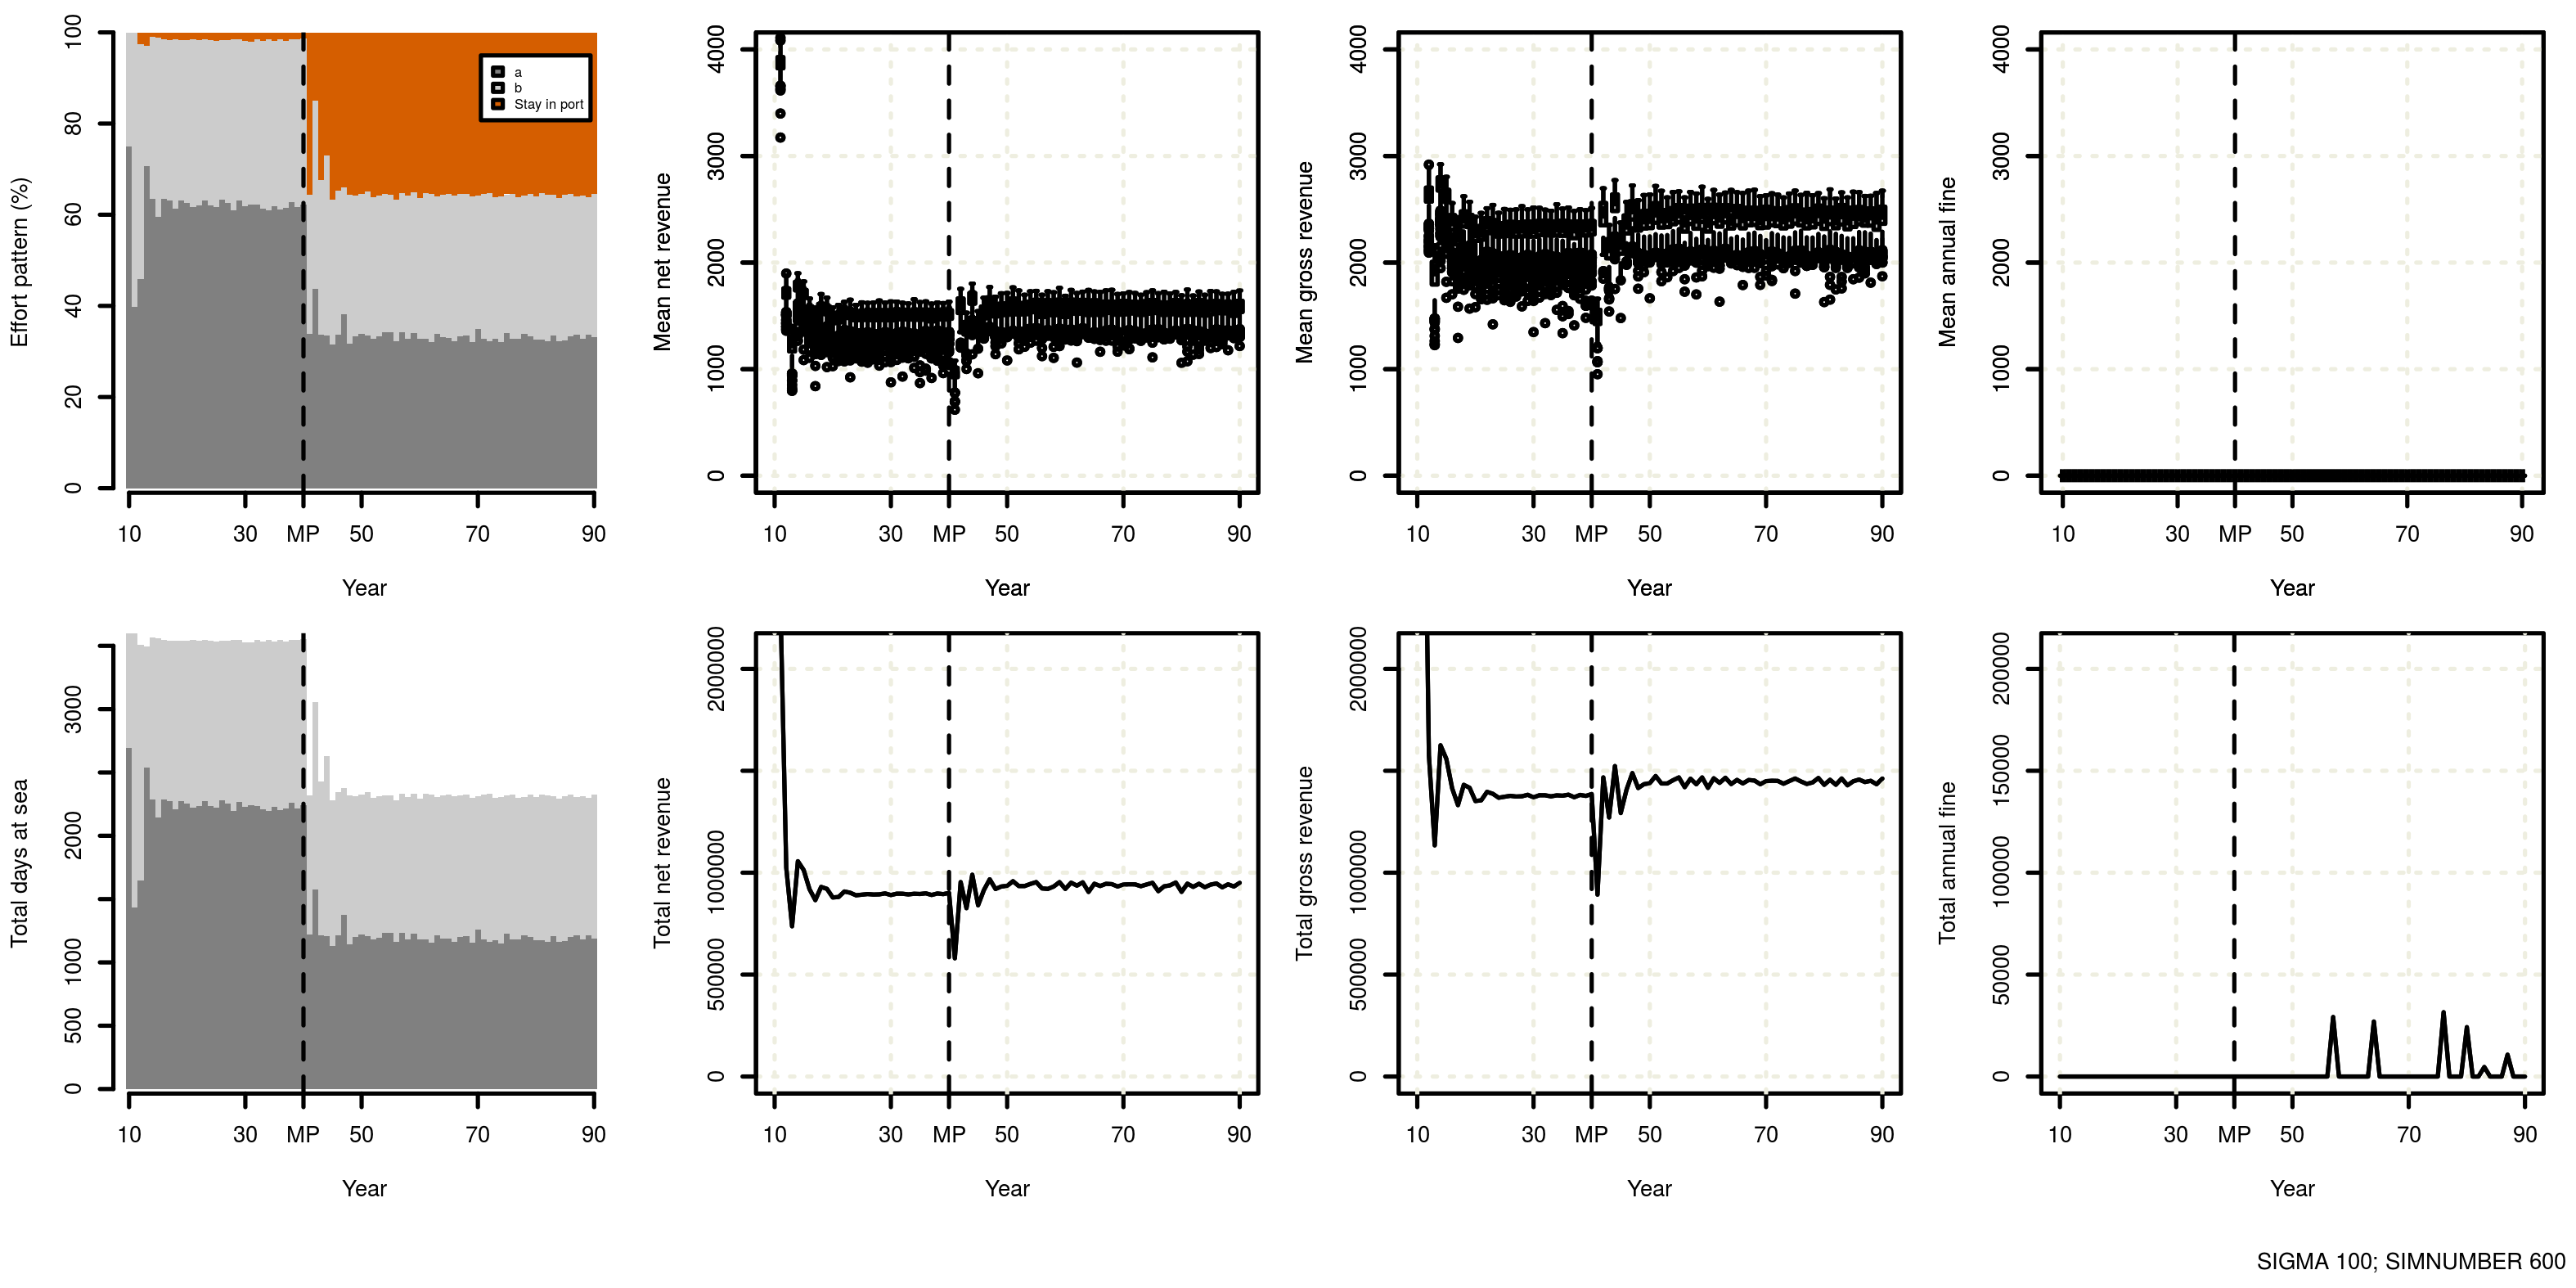 Effort pattern (%)
0 20 40 60 80 100
a
b
Stay in port
10 30 MP 50 70 90
Year
Mean net revenue
0 1000 2000 3000 4000
10 30 MP 50 70 90
Year
Mean gross revenue
0 1000 2000 3000 4000
10 30 MP 50 70 90
Year
Mean annual fine
0 1000 2000 3000 4000
10 30 MP 50 70 90
Year
Total days at sea
0 500 1000 2000 3000
10 30 MP 50 70 90
Year
Total net revenue
0 500000 1000000 2000000
10 30 MP 50 70 90
Year
Total gross revenue
0 500000 1000000 2000000
10 30 MP 50 70 90
Year
Total annual fine
0 50000 100000 150000 200000
10 30 MP 50 70 90
Year
SIGMA 100; SIMNUMBER 600